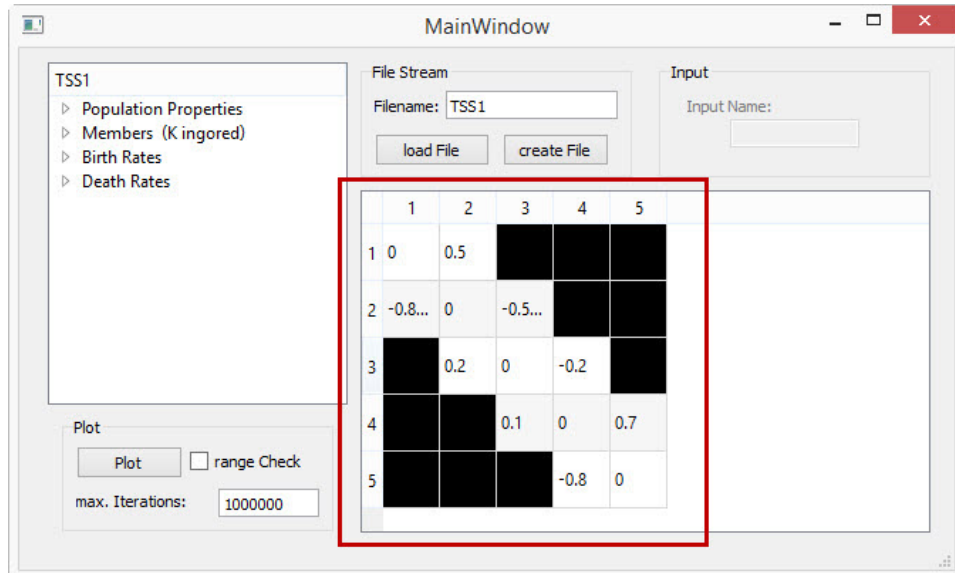 MainWindow
TSS1
Population Properties
Members (K ingored)
Birth Rates
Death Rates
File Stream
Filename: TSS1
load File create File
Input
Input Name:
1 2 3 4 5
1 0 0.5
2 -0.8... 0 -0.5...
3 0.2 0 -0.2
4 0.1 0 0.7
5 -0.8 0
Plot
Plot range Check
max. Iterations: 1000000